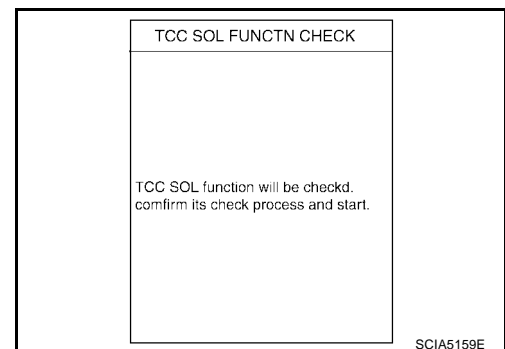 TCC SOL FUNCTN CHECK
TCC SOL function will be checkd.
comfirm its check process and start.
SCIA5159E